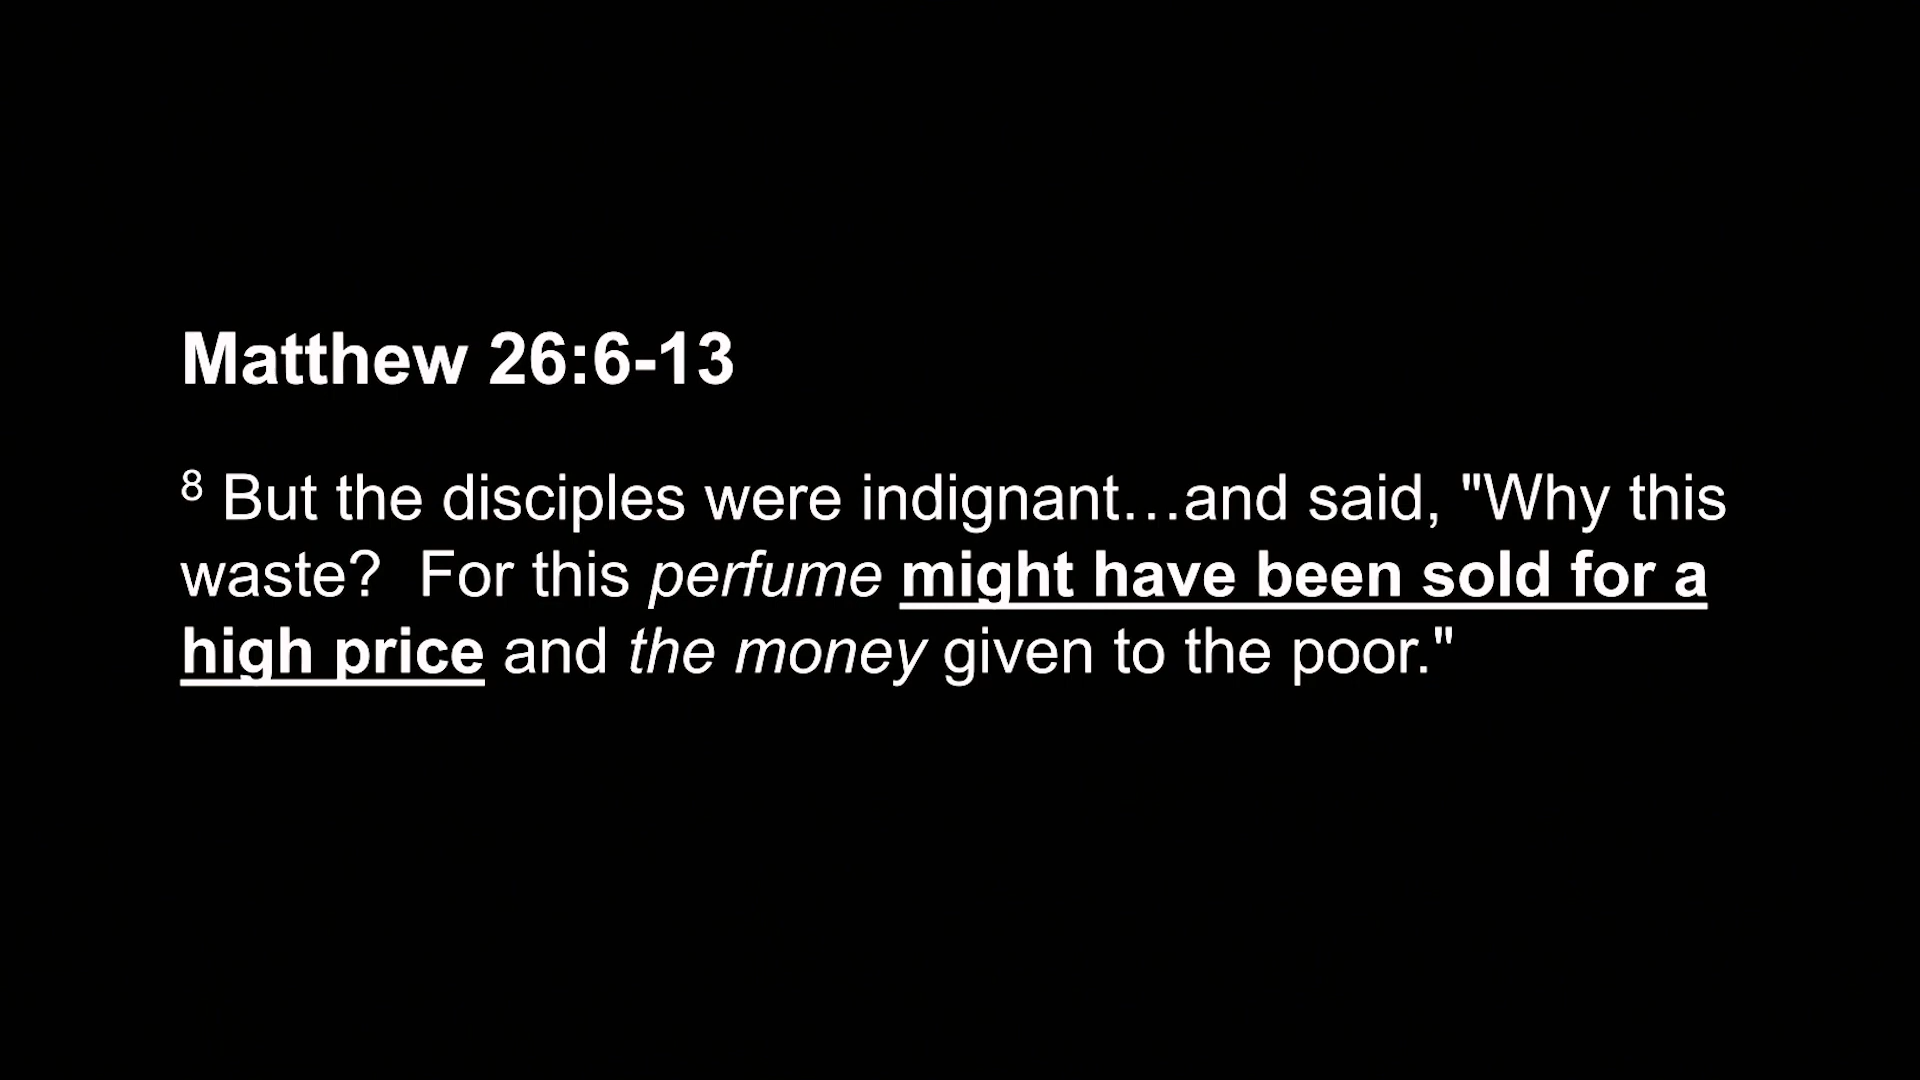 Matthew 26:6-13
8 But the disciples were indignant…and said, "Why this
waste?  For this perfume might have been sold for a
high price and the money given to the poor."